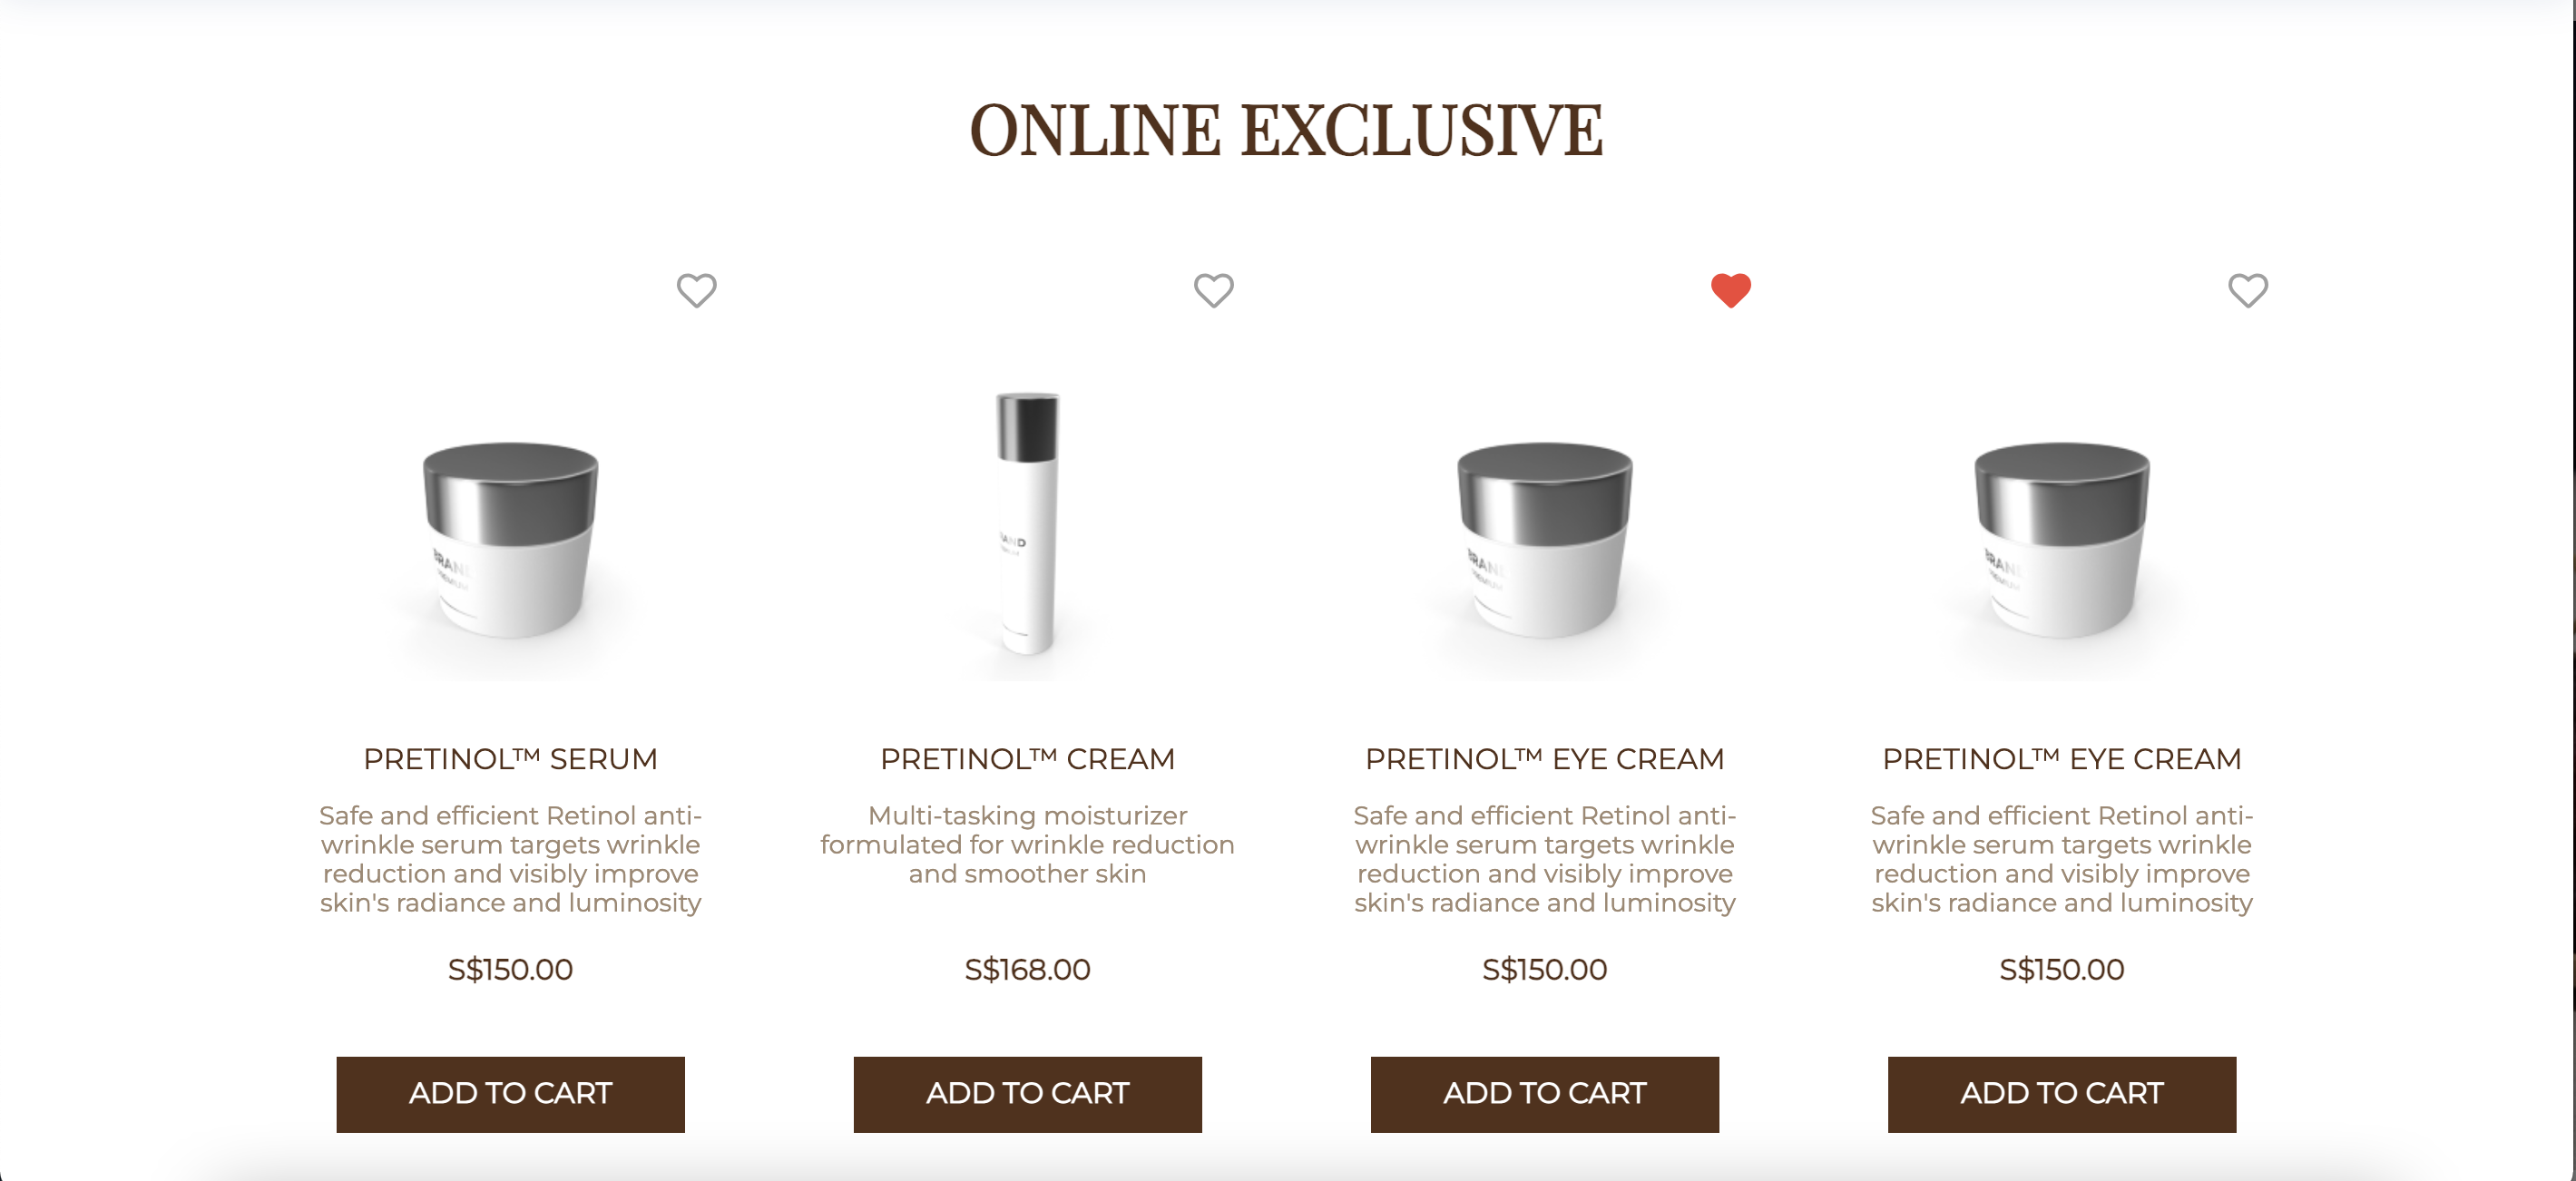 ONLINE EXCLUSIVE
PRETINOL™ SERUM
Safe and efficient Retinol anti-
wrinkle serum targets wrinkle
reduction and visibly improve
skin's radiance and luminosity
S$150.00
ADD TO CART
PRETINOL™ CREAM
Multi-tasking moisturizer
formulated for wrinkle reduction
and smoother skin
S$168.00
ADD TO CART
PRETINOL™ EYE CREAM
Safe and efficient Retinol anti-
wrinkle serum targets wrinkle
reduction and visibly improve
skin's radiance and luminosity
S$150.00
ADD TO CART
PRETINOL™ EYE CREAM
Safe and efficient Retinol anti-
wrinkle serum targets wrinkle
reduction and visibly improve
skin's radiance and luminosity
S$150.00
ADD TO CART